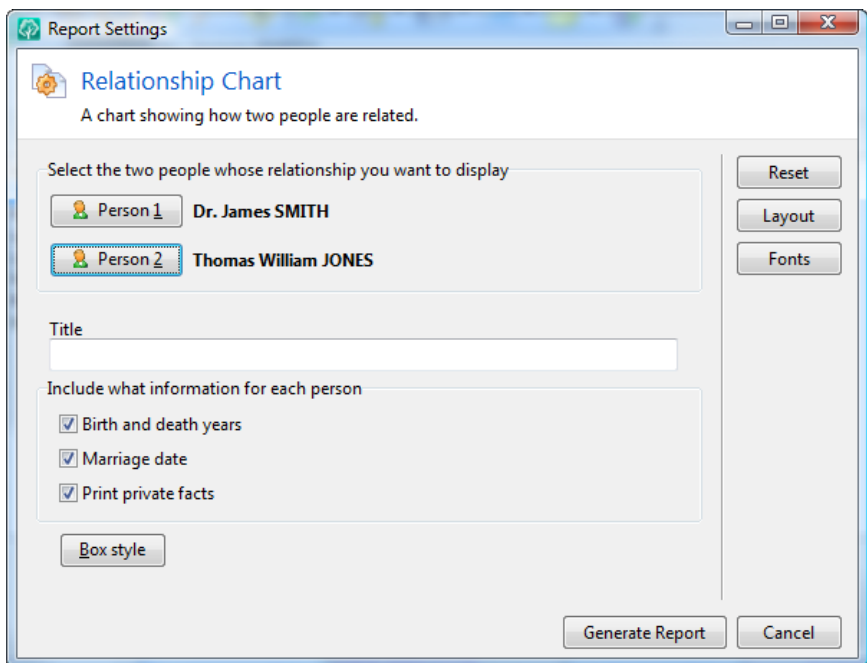 Report Settings
Relationship Chart
A chart showing how two people are related.
Select the two people whose relationship you want to display
Person 1 Dr. James SMITH
Person 2 Thomas William JONES
Title
Include what information for each person
Birth and death years
Marriage date
Print private facts
Box style
Reset
Layout
Fonts
Generate Report Cancel